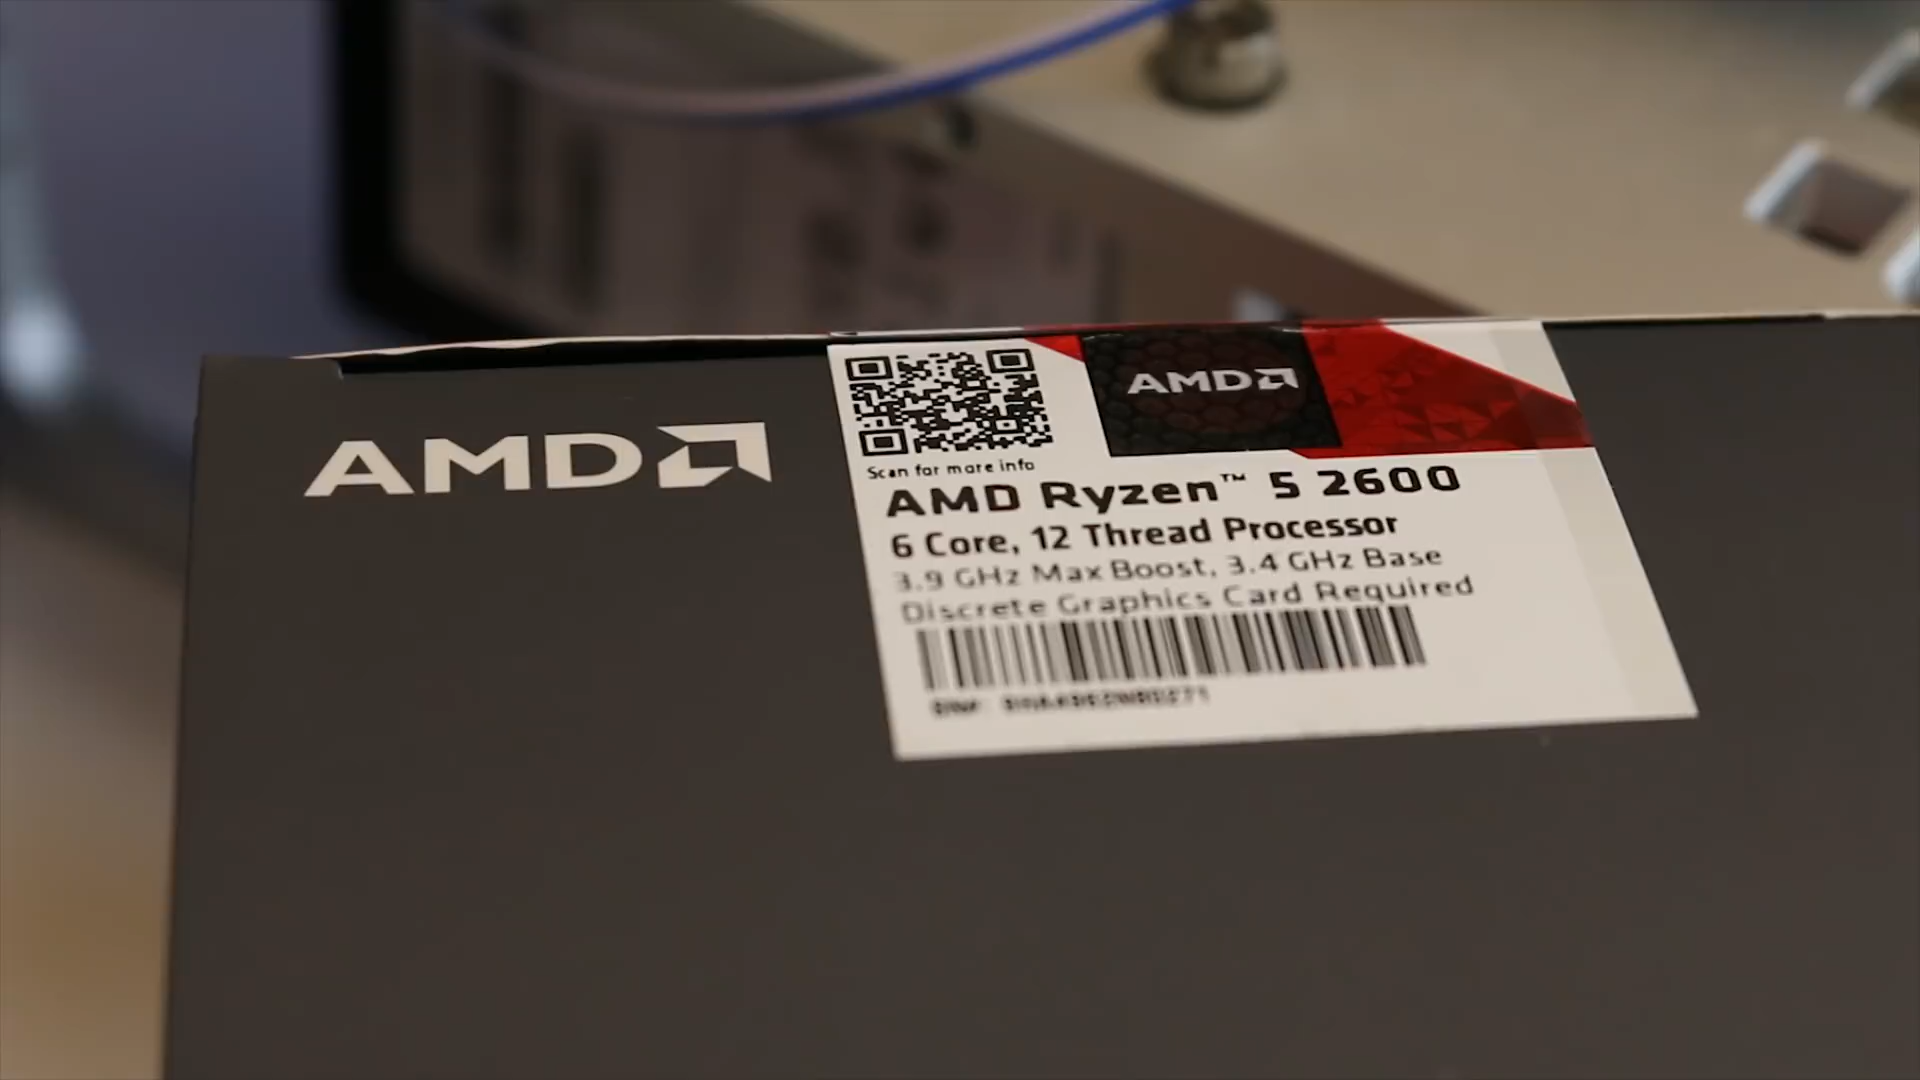 AMD
AMD
Scan for more info
AMD Ryzen™ 5 2600
6 Core, 12 Thread Processor
3.9 GHz Max Boost, 3.4 GHz Base
Discrete Graphics Card Required